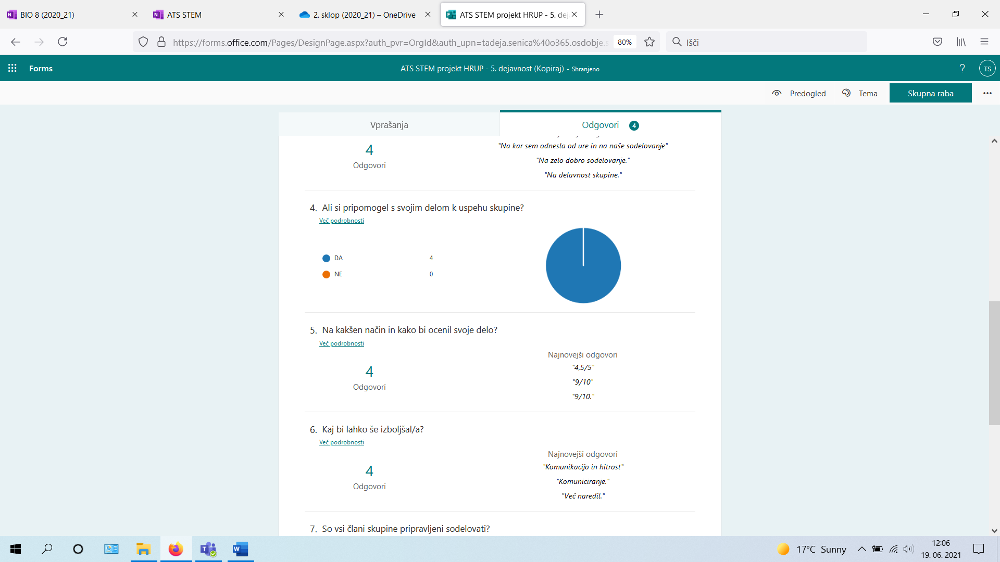 BIO 8 (2020_21)
ATS STEM
2. sklop (2020_21) – OneDrive
ATS STEM projekt HRUP - 5. dej
https://forms.office.com/Pages/DesignPage.aspx?auth_pvr=OrgId&auth_upn=tadeja.senica%40o365.osdobje.s
80%
Išči
Forms
ATS STEM projekt HRUP - 5. dejavnost (Kopiraj) - Shranjeno
?
TS
Predogled
Tema
Skupna raba
Vprašanja
Odgovori 4
4
Odgovori
"Na kar sem odnesla od ure in na naše sodelovanje"
"Na zelo dobro sodelovanje."
"Na delavnost skupine."
4. Ali si pripomogel s svojim delom k uspehu skupine?
Več podrobnosti
DA 4
NE 0
5. Na kakšen način in kako bi ocenil svoje delo?
Več podrobnosti
4
Odgovori
Najnovejši odgovori
"4,5/5"
"9/10"
"9/10."
6. Kaj bi lahko še izboljšal/a?
Več podrobnosti
4
Odgovori
Najnovejši odgovori
"Komunikacijo in hitrost"
"Komuniciranje."
"Več naredil."
7. So vsi člani skupine pripravljeni sodelovati?
17°C Sunny
12:06
19. 06. 2021